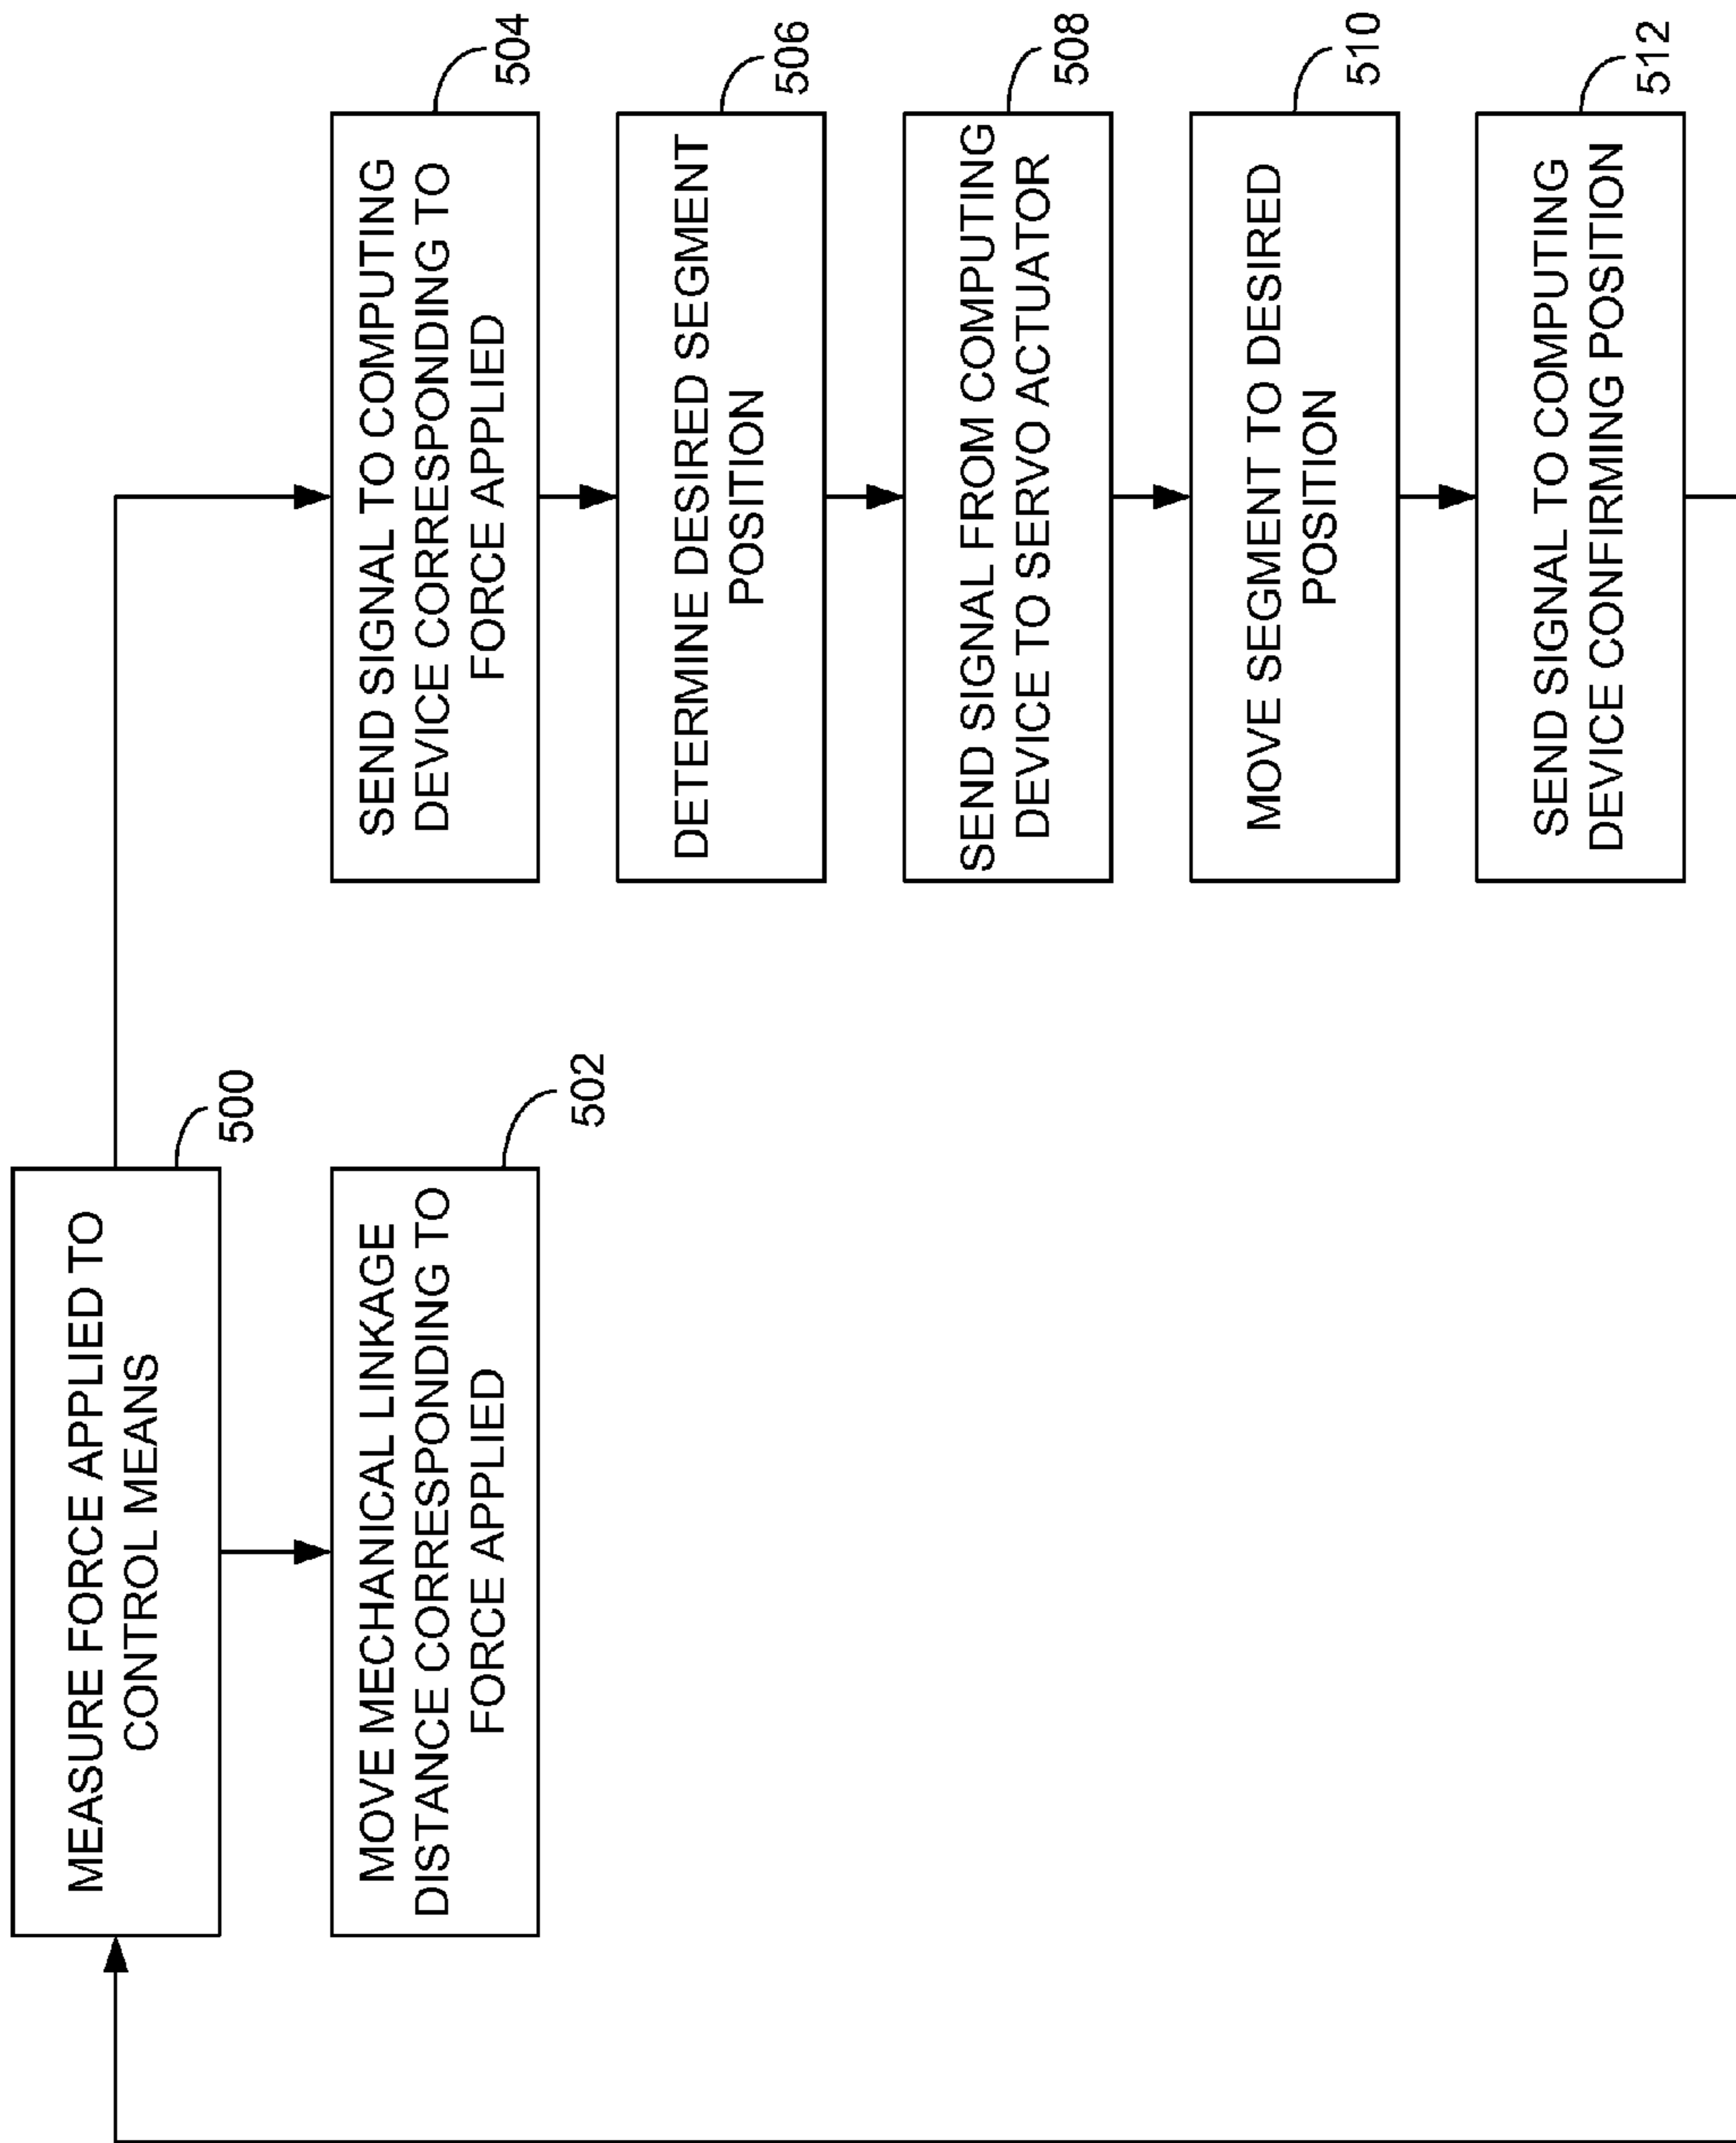 MEASURE FORCE APPLIED TO
CONTROL MEANS
500
MOVE MECHANICAL LINKAGE
DISTANCE CORRESPONDING TO
FORCE APPLIED
502
SEND SIGNAL TO COMPUTING
DEVICE CORRESPONDING TO
FORCE APPLIED
504
DETERMINE DESIRED SEGMENT
POSITION
506
SEND SIGNAL FROM COMPUTING
DEVICE TO SERVO ACTUATOR
508
MOVE SEGMENT TO DESIRED
POSITION
510
SEND SIGNAL TO COMPUTING
DEVICE CONFIRMING POSITION
512